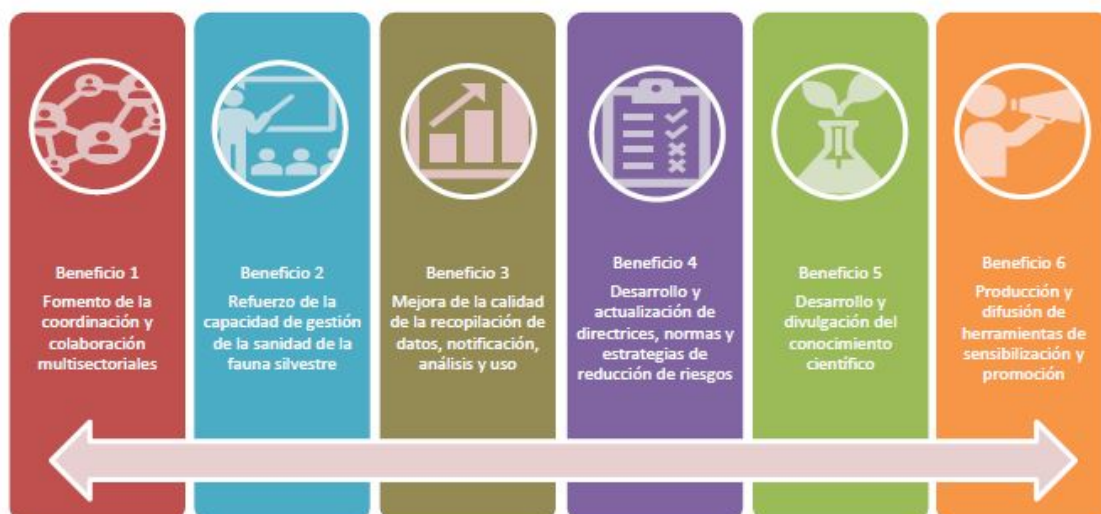 Beneficio 1
Fomento de la
coordinación y
colaboración
multisectoriales
Beneficio 2
Refuerzo de la
capacidad de gestión
de la sanidad de la
fauna silvestre
Beneficio 3
Mejora de la calidad
de la recopilación de
datos, notificación,
análisis y uso
Beneficio 4
Desarrollo y
actualización de
directrices, normas y
estrategias de
reducción de riesgos
Beneficio 5
Desarrollo y
divulgación del
conocimiento
científico
Beneficio 6
Producción y
difusión de
herramientas de
sensibilización y
promoción